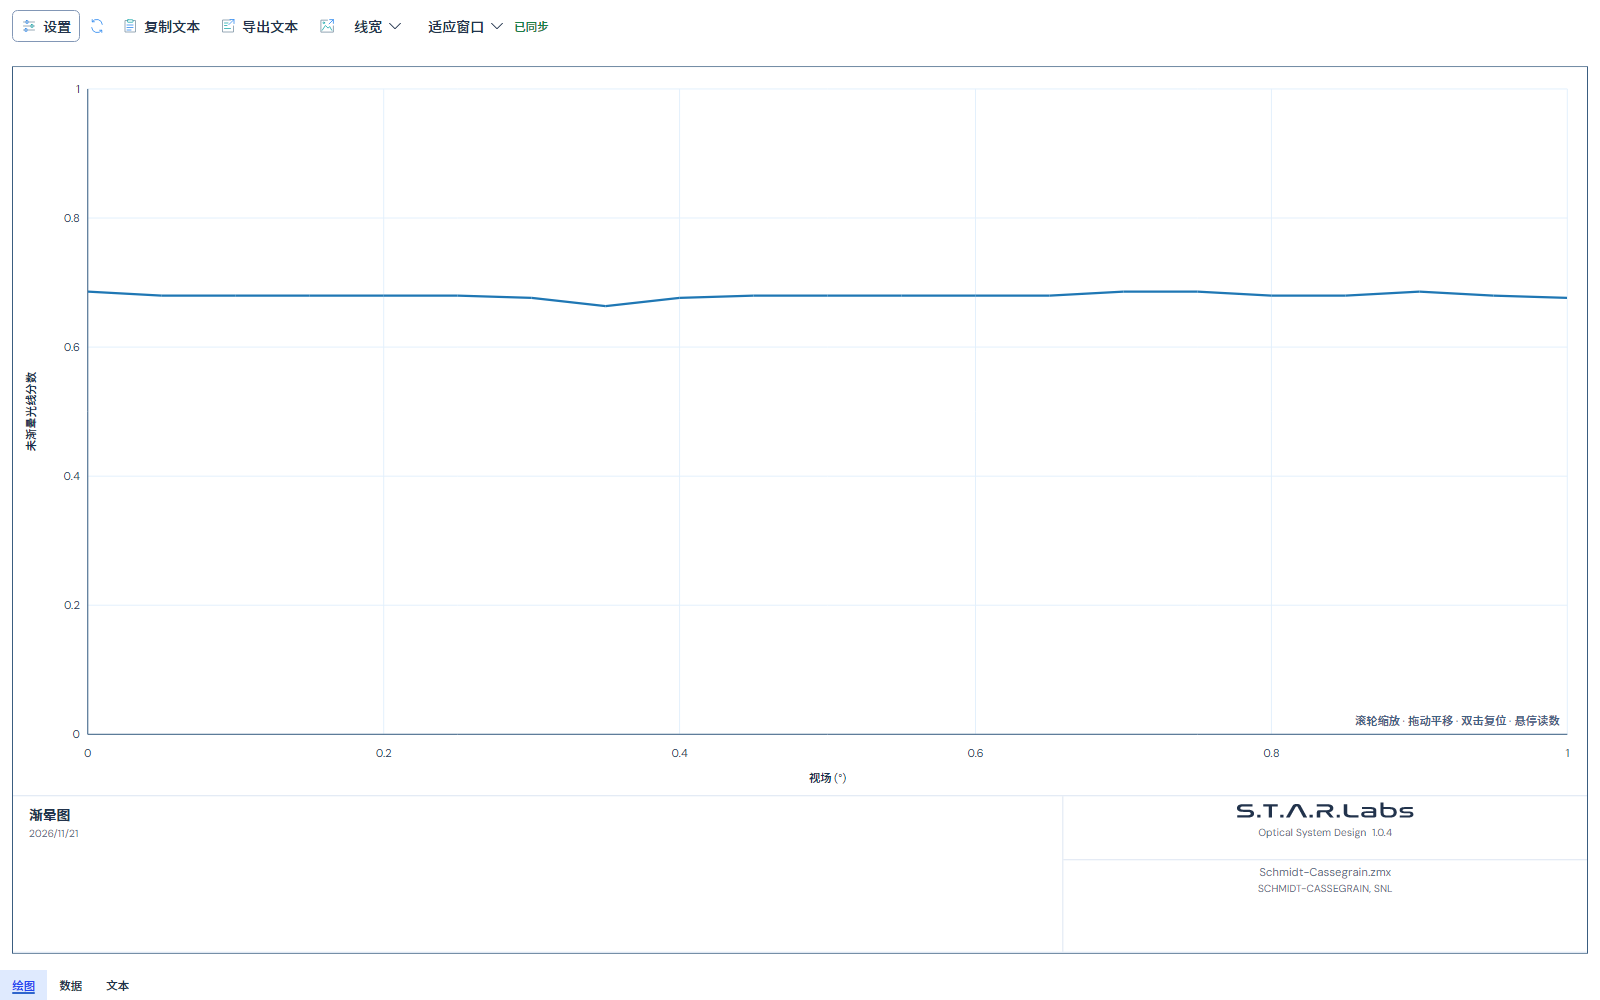 设置 复制文本 导出文本 线宽 适应窗口 已同步
1
0.8
0.6
0.4
0.2
0
未渐晕光线分数
滚轮缩放 · 拖动平移 · 双击复位 · 悬停读数
0 0.2 0.4 0.6 0.8 1
视场 (°)
渐晕图
2026/11/21
S.T.A.R.Labs
Optical System Design 1.0.4
Schmidt-Cassegrain.zmx
SCHMIDT-CASSEGRAIN, SNL
绘图 数据 文本